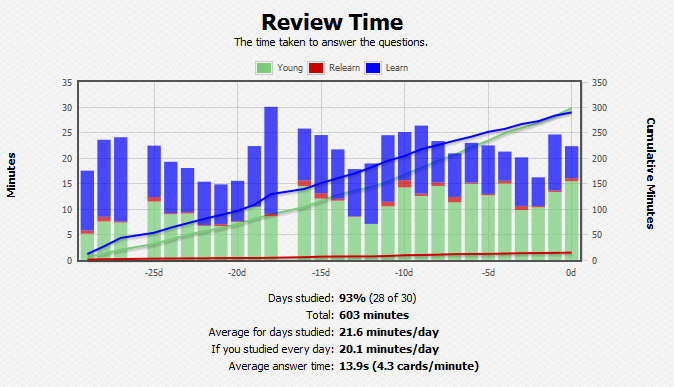 Review Time
The time taken to answer the questions.
Young Relearn Learn
Minutes
Cumulative Minutes
35 350
30 300
25 250
20 200
15 150
10 100
5 50
0 0
-25d -20d -15d -10d -5d 0d
Days studied: 93% (28 of 30)
Total: 603 minutes
Average for days studied: 21.6 minutes/day
If you studied every day: 20.1 minutes/day
Average answer time: 13.9s (4.3 cards/minute)